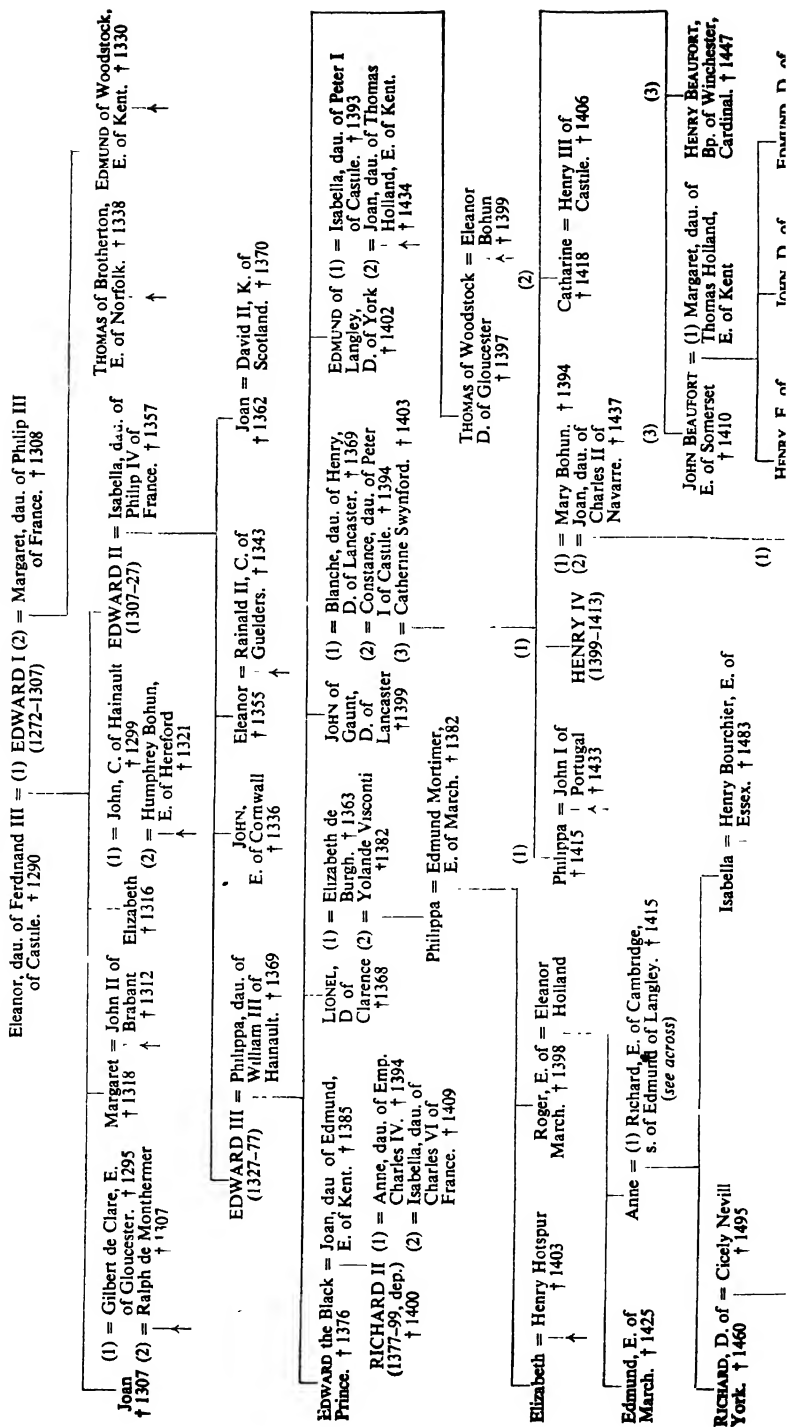 Eleanor, dau. of Ferdinand III = (1) EDWARD I (2) = Margaret, dau. of Philip III
of Castile. † 1290
(1272–1307)
of France. † 1308
Joan
† 1307
(1) = Gilbert de Clare, E.
of Gloucester. † 1295
(2) = Ralph de Monthermer
† 1307
Margaret = John II of
† 1318
Brabant
† 1312
Elizabeth
† 1316
(1) = John, C. of Hainault
† 1299
(2) = Humphrey Bohun,
E. of Hereford
† 1321
EDWARD II = Isabella, dau. of
(1307–27)
Philip IV of
France. † 1357
THOMAS of Brotherton,
E. of Norfolk. † 1338
EDMUND of Woodstock,
E. of Kent. † 1330
EDWARD III = Philippa, dau. of
(1327–77)
William III of
Hainault. † 1369
JOHN,
E. of Cornwall
† 1336
Eleanor = Rainald II, C. of
† 1355
Guelders. † 1343
Joan = David II, K. of
† 1362
Scotland. † 1370
EDWARD the Black = Joan, dau of Edmund,
Prince. † 1376
E. of Kent. † 1385
LIONEL,
D of
Clarence
† 1368
(1) = Elizabeth de
Burgh. † 1363
(2) = Yolande Visconti
† 1382
JOHN of
Gaunt,
D. of
Lancaster
† 1399
(1) = Blanche, dau. of Henry,
D. of Lancaster. † 1369
(2) = Constance, dau. of Peter
I of Castile. † 1394
(3) = Catherine Swynford. † 1403
EDMUND of
Langley,
D. of York
† 1402
(1) = Isabella, dau. of Peter I
of Castile. † 1393
(2) = Joan, dau. of Thomas
Holland, E. of Kent.
† 1434
RICHARD II
(1377–99, dep.)
† 1400
(1) = Anne, dau. of Emp.
Charles IV. † 1394
(2) = Isabella, dau. of
Charles VI of
France. † 1409
Philippa = Edmund Mortimer,
E. of March. † 1382
THOMAS of Woodstock = Eleanor
D. of Gloucester
† 1397
Bohun
† 1399
Elizabeth = Henry Hotspur
† 1403
Roger, E. of = Eleanor
March. † 1398
Holland
(1)
(1)
(2)
Philippa = John I of
† 1415
Portugal
† 1433
HENRY IV
(1399–1413)
(1) = Mary Bohun. † 1394
(2) = Joan, dau. of
Charles II of
Navarre. † 1437
Catharine = Henry III of
† 1418
Castile. † 1406
Edmund, E. of
March. † 1425
Anne = (1) Richard, E. of Cambridge,
s. of Edmund of Langley. † 1415
(see across)
(3)
(3)
JOHN BEAUFORT = (1) Margaret, dau. of
E. of Somerset
† 1410
Thomas Holland,
E. of Kent
HENRY BEAUFORT,
Bp. of Winchester,
Cardinal. † 1447
RICHARD, D. of = Cicely Nevill
York. † 1460
† 1495
Isabella = Henry Bourchier, E. of
Essex. † 1483
(1)
HENRY, E. of
JOHN, D. of
EDMUND, D. of